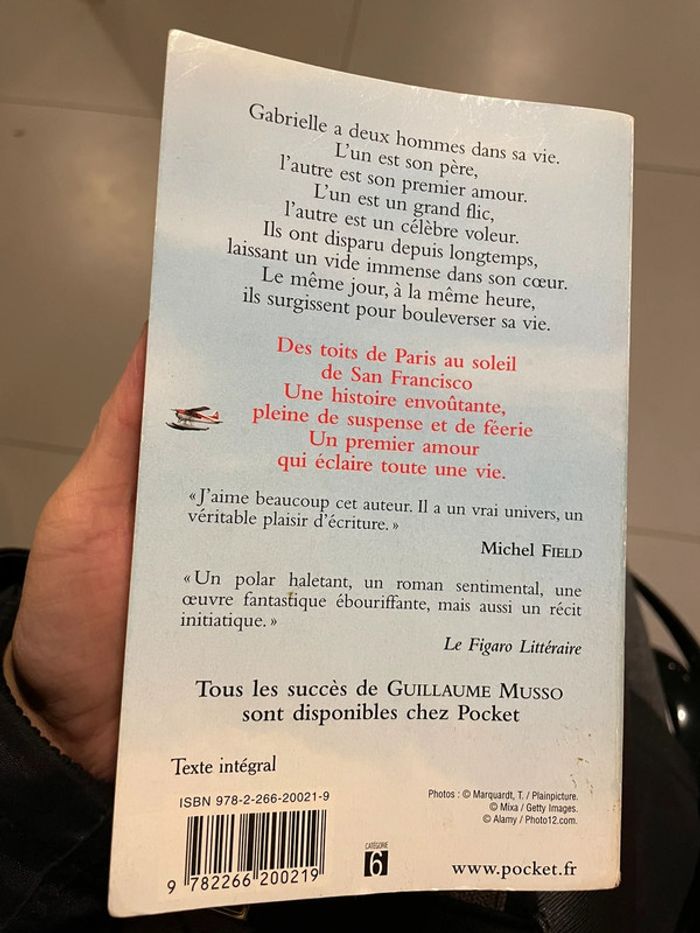 Gabrielle a deux hommes dans sa vie.
L'un est son père,
l'autre est son premier amour.
L'un est un grand flic,
l'autre est un célèbre voleur.
Ils ont disparu depuis longtemps,
laissant un vide immense dans son cœur.
Le même jour, à la même heure,
ils surgissent pour bouleverser sa vie.
Des toits de Paris au soleil
de San Francisco
Une histoire envoûtante,
pleine de suspense et de féerie
Un premier amour
qui éclaire toute une vie.
« J'aime beaucoup cet auteur. Il a un vrai univers, un
véritable plaisir d'écriture. »
Michel FIELD
« Un polar haletant, un roman sentimental, une
œuvre fantastique ébouriffante, mais aussi un récit
initiatique. »
Le Figaro Littéraire
Tous les succès de GUILLAUME MUSSO
sont disponibles chez Pocket
Texte intégral
ISBN 978-2-266-20021-9
9 782266 200219
Photos : © Marquardt, T. / Plainpicture.
© Mixa / Getty Images.
© Alamy / Photo12.com.
CATÉGORIE
6
www.pocket.fr